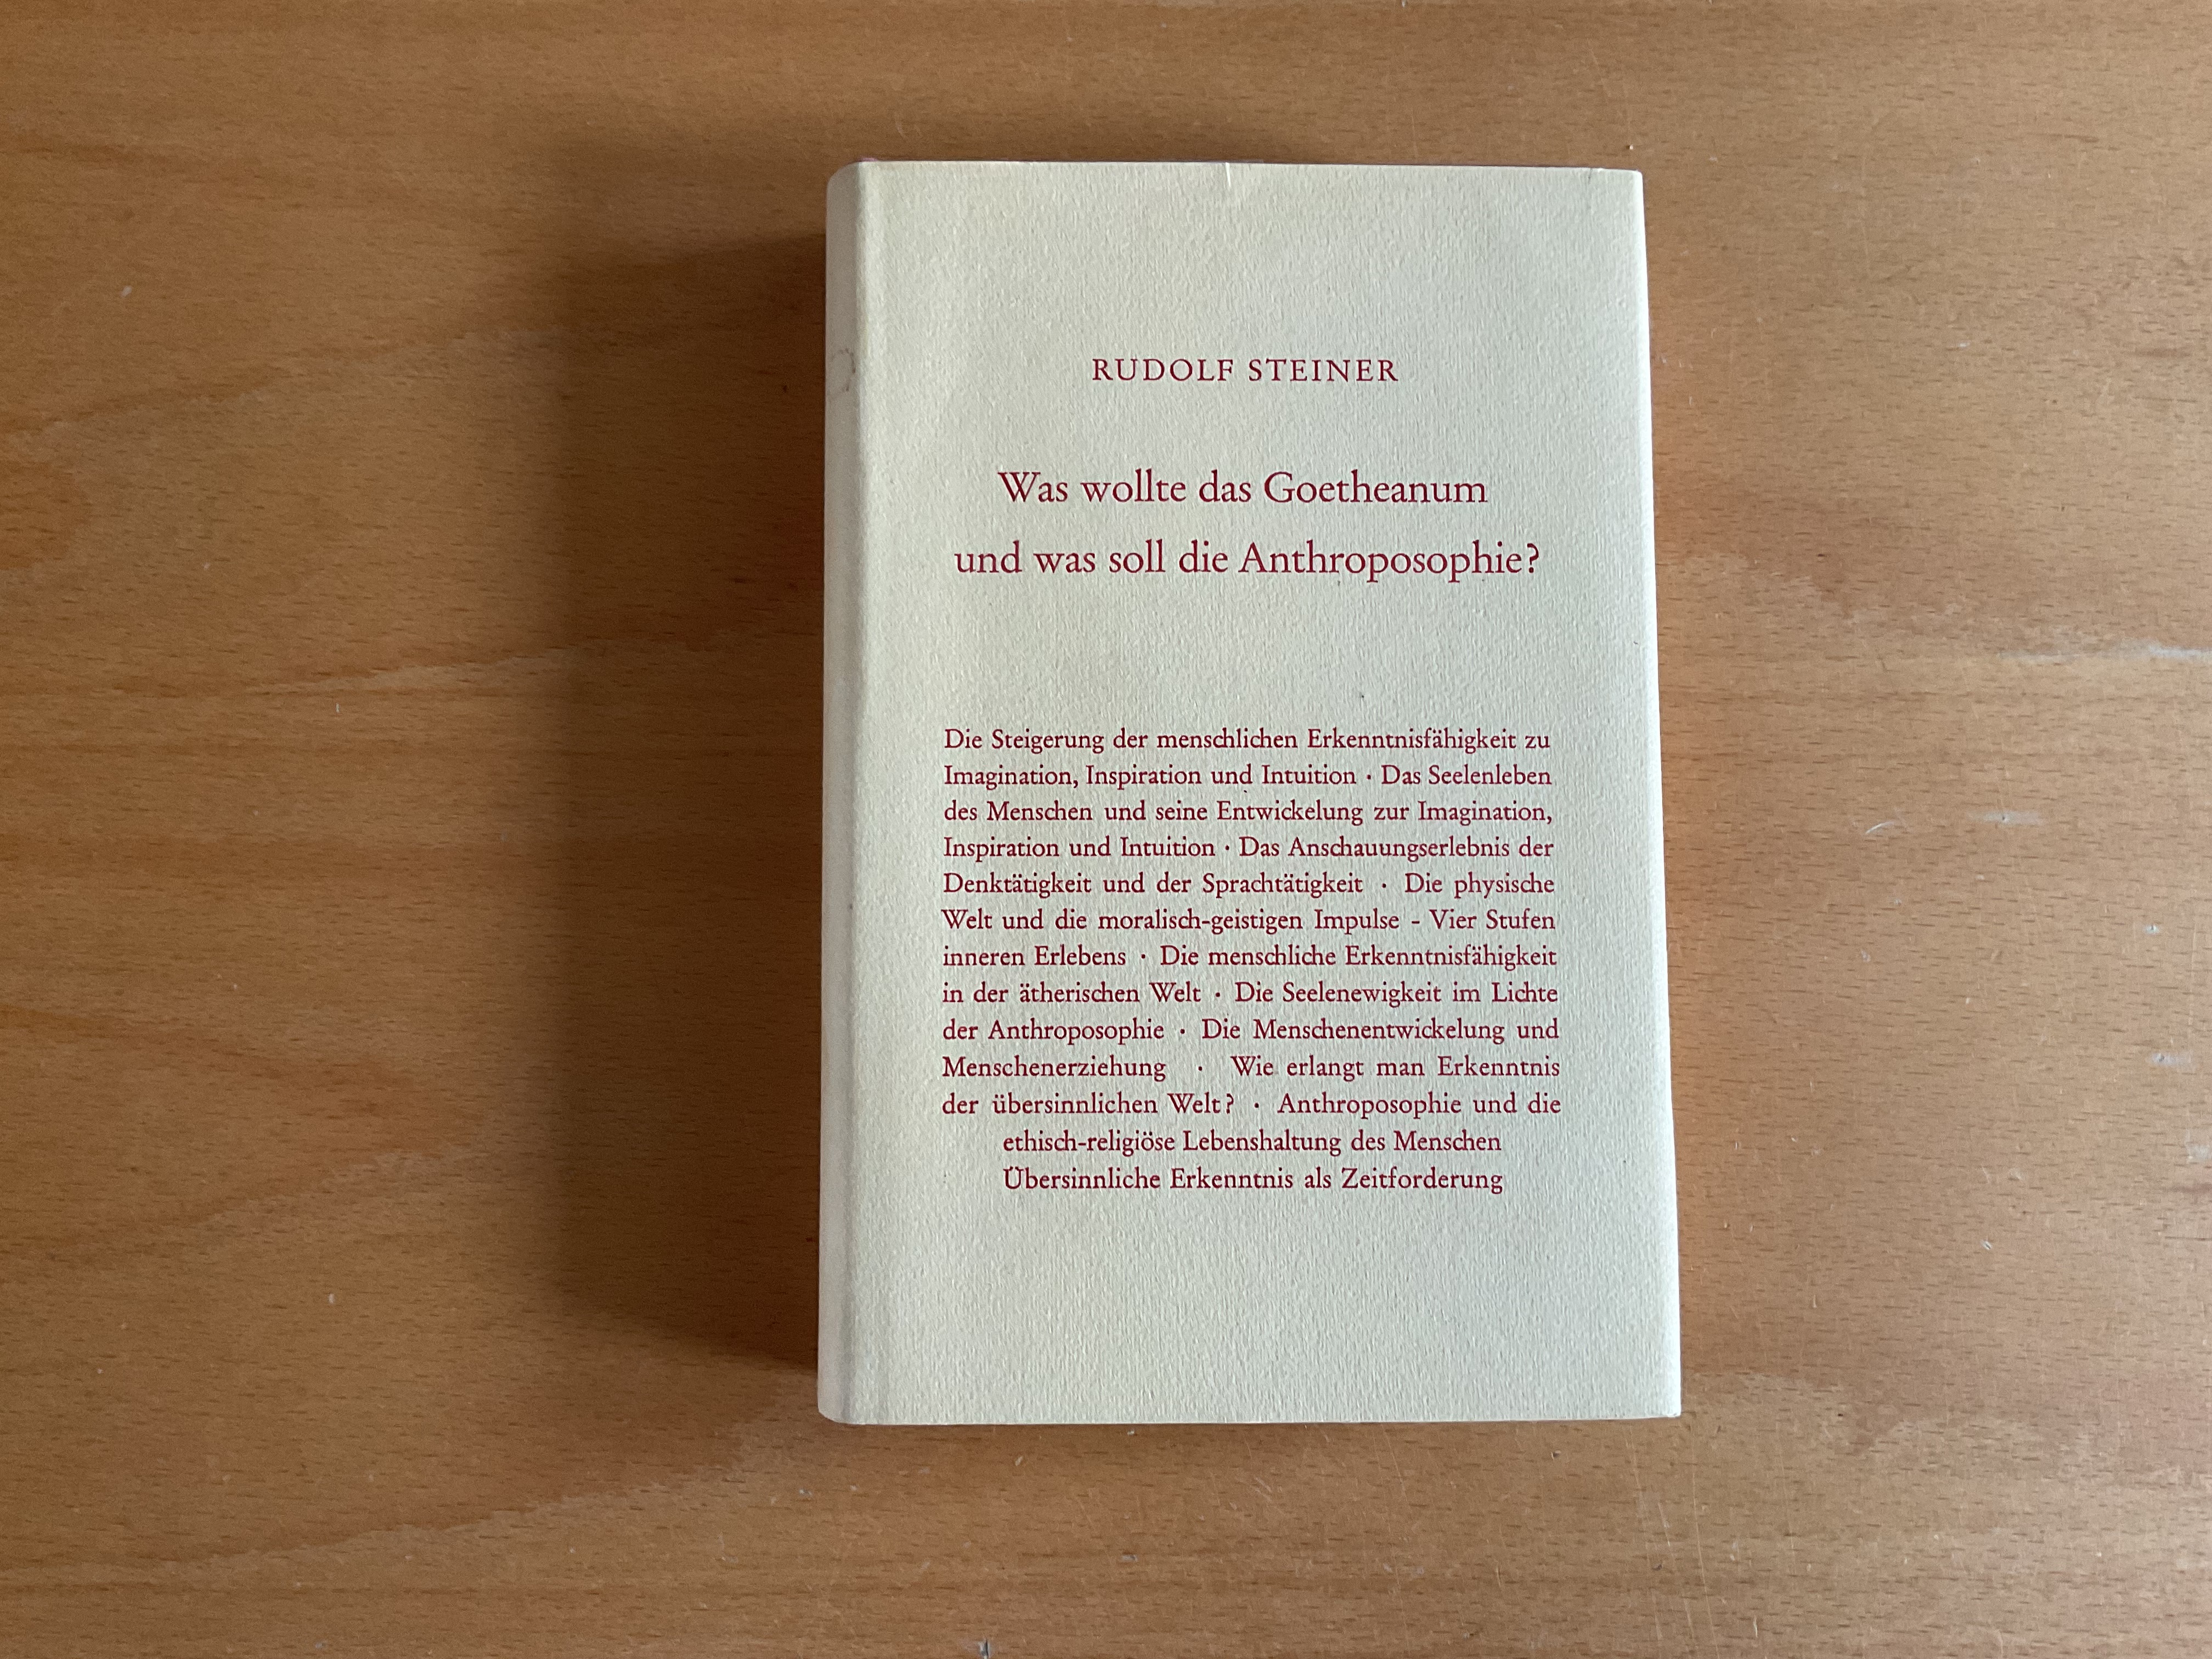 RUDOLF STEINER
Was wollte das Goetheanum
und was soll die Anthroposophie?
Die Steigerung der menschlichen Erkenntnisfähigkeit zu
Imagination, Inspiration und Intuition · Das Seelenleben
des Menschen und seine Entwickelung zur Imagination,
Inspiration und Intuition · Das Anschauungserlebnis der
Denktätigkeit und der Sprachtätigkeit · Die physische
Welt und die moralisch-geistigen Impulse - Vier Stufen
inneren Erlebens · Die menschliche Erkenntnisfähigkeit
in der ätherischen Welt · Die Seelenewigkeit im Lichte
der Anthroposophie · Die Menschenentwickelung und
Menschenerziehung · Wie erlangt man Erkenntnis
der übersinnlichen Welt? · Anthroposophie und die
ethisch-religiöse Lebenshaltung des Menschen
Übersinnliche Erkenntnis als Zeitforderung